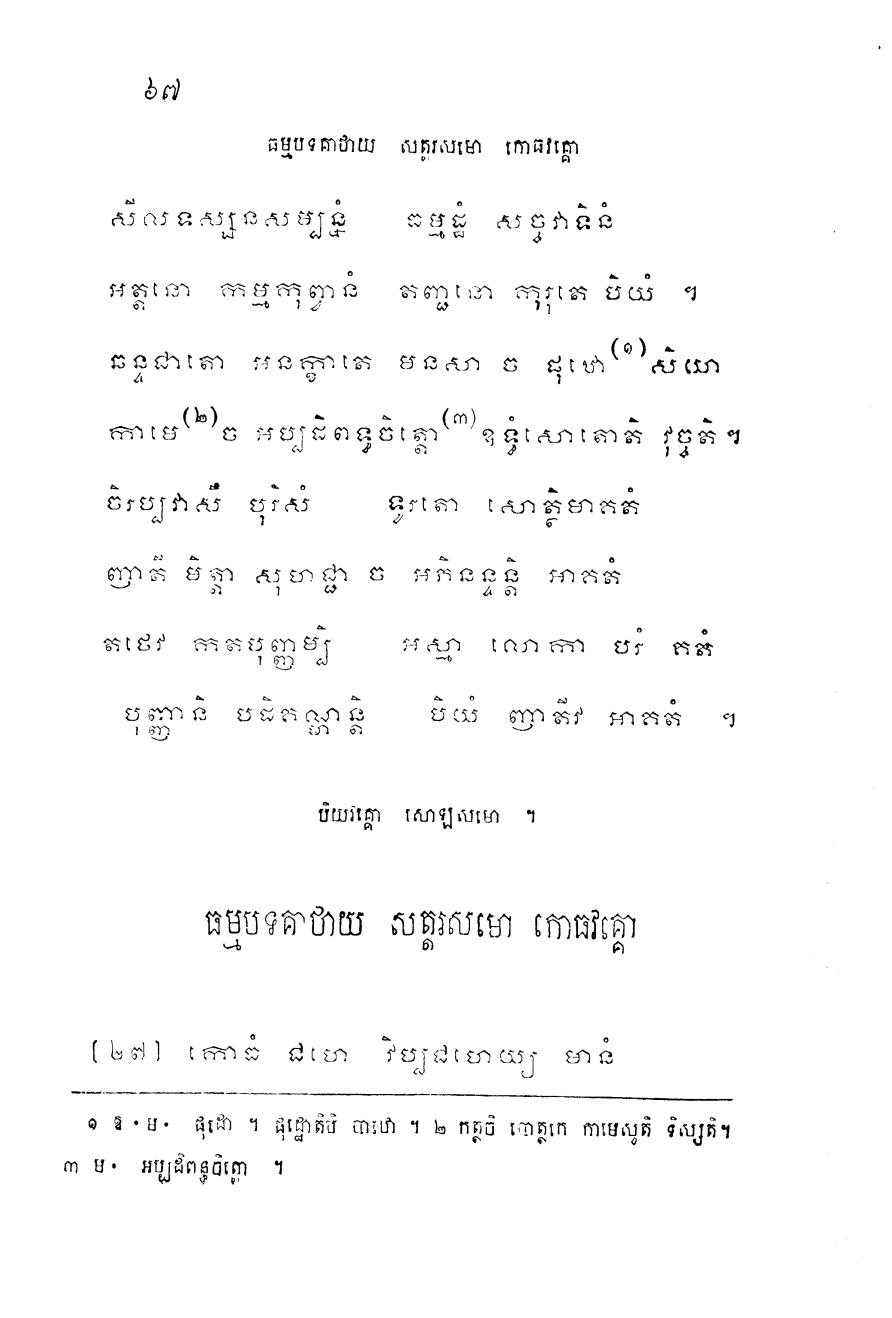 ៦៧
ធម្មបទគាថាយ សត្តរសមោ កោធវគ្គោ
សីលទស្សនសម្បន្នំ ធម្មដ្ឋំ សច្ចវាទិនំ
អត្តនោ កម្មកុព្វានំ តញ្ជនោ កុរុតេ បិយំ ។
ឆន្ទជាតោ អនក្ខាតេ មនសា ច ផុឋោ(១)សិយោ
កាមេ(២)ច អប្បដិពទ្ធចិត្តោ(៣)ឧទ្ធំសោតោតិ វុច្ចតិ។
ចិរប្បវាសឹ បុរិសំ ទូរតោ សោត្ថិមាគតំ
ញាតី មិត្តា សុហជ្ជា ច អភិនន្ទន្តិ អាគតំ
តថេវ កតបុញ្ញម្បិ អស្មា លោកា បរំ គតំ
បុញ្ញានិ បដិគណ្ហន្តិ បិយំ ញាតីវ អាគតំ ។
បិយវគ្គោ សោឡសមោ ។
ធម្មបទគាថាយ សត្តរសមោ កោធវគ្គោ
[២៧] កោធំ ជហេ វិប្បជហេយ្យ មានំ
១ ឱ·ម· ផុដោ ។ ផុដ្ឋោតិបិ បាឋោ ។ ២ កត្ថចិ បោត្ថកេ កាមេសូតិ ទិស្សតិ។
៣ ម· អប្បដិពន្ធចិត្តោ ។